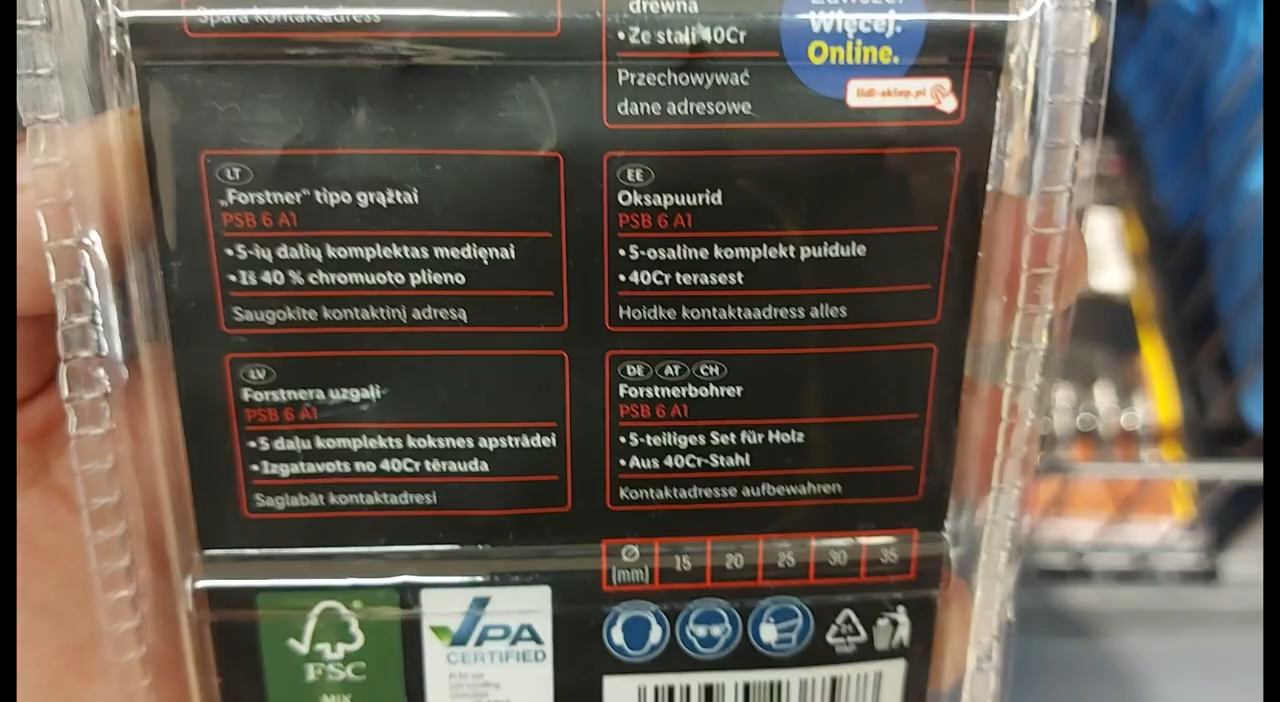 Spara kontaktadress
drewna
• Ze stali 40Cr
Przechowywać
dane adresowe
Więcej.
Online.
lidl-sklep.pl
LT
„Forstner“ tipo grąžtai
PSB 6 A1
• 5-ių dalių komplektas medienai
• Iš 40 % chromuoto plieno
Saugokite kontaktinį adresą
EE
Oksapuurid
PSB 6 A1
• 5-osaline komplekt puidule
• 40Cr terasest
Hoidke kontaktaadress alles
LV
Forstnera uzgaļi
PSB 6 A1
• 5 daļu komplekts koksnes apstrādei
• Izgatavots no 40Cr tērauda
Saglabāt kontaktadresi
DE AT CH
Forstnerbohrer
PSB 6 A1
• 5-teiliges Set für Holz
• Aus 40Cr-Stahl
Kontaktadresse aufbewahren
Ø (mm) 15 20 25 30 35
FSC
MIX
VPA
CERTIFIED